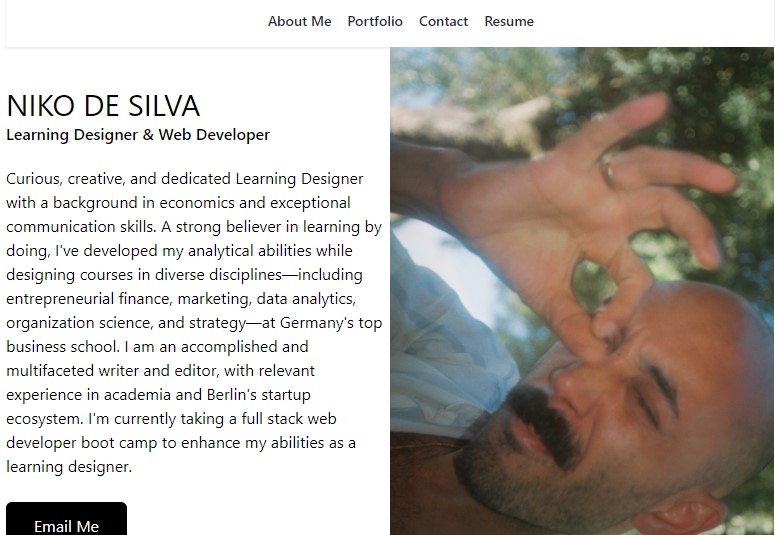 About Me Portfolio Contact Resume
NIKO DE SILVA
Learning Designer & Web Developer
Curious, creative, and dedicated Learning Designer
with a background in economics and exceptional
communication skills. A strong believer in learning by
doing, I've developed my analytical abilities while
designing courses in diverse disciplines—including
entrepreneurial finance, marketing, data analytics,
organization science, and strategy—at Germany's top
business school. I am an accomplished and
multifaceted writer and editor, with relevant
experience in academia and Berlin's startup
ecosystem. I'm currently taking a full stack web
developer boot camp to enhance my abilities as a
learning designer.
Email Me